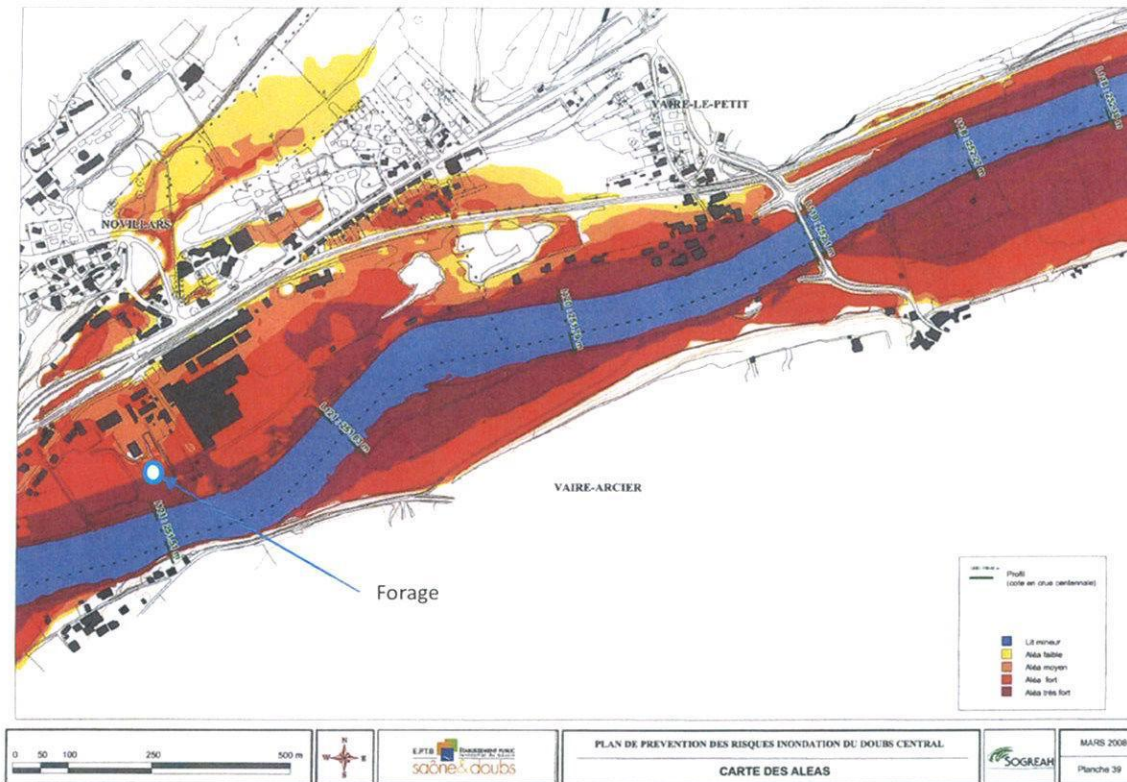 VAIRE-LE-PETIT
NOVILLARS
VAIRE-ARCIER
Forage
Profil
(cote en crue centennale)
Lit mineur
Aléa faible
Aléa moyen
Aléa fort
Aléa très fort
0 50 100 250 500 m
N
E.P.T.B
saône&doubs
PLAN DE PREVENTION DES RISQUES INONDATION DU DOUBS CENTRAL
CARTE DES ALEAS
SOGREAH
MARS 2008
Planche 39